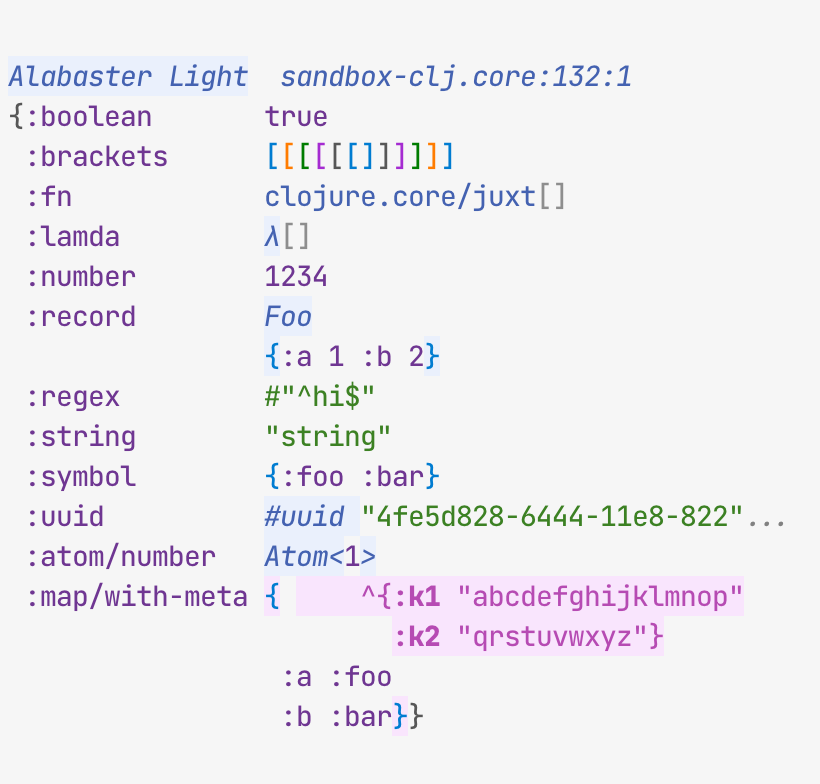 Alabaster Light  sandbox-clj.core:132:1
{:boolean       true
 :brackets      [[[[[[]]]]]]
 :fn            clojure.core/juxt[]
 :lamda         λ[]
 :number        1234
 :record        Foo
                {:a 1 :b 2}
 :regex         #"^hi$"
 :string        "string"
 :symbol        {:foo :bar}
 :uuid          #uuid "4fe5d828-6444-11e8-822"...
 :atom/number   Atom<1>
 :map/with-meta {     ^{:k1 "abcdefghijklmnop"
                        :k2 "qrstuvwxyz"}
                 :a :foo
                 :b :bar}}